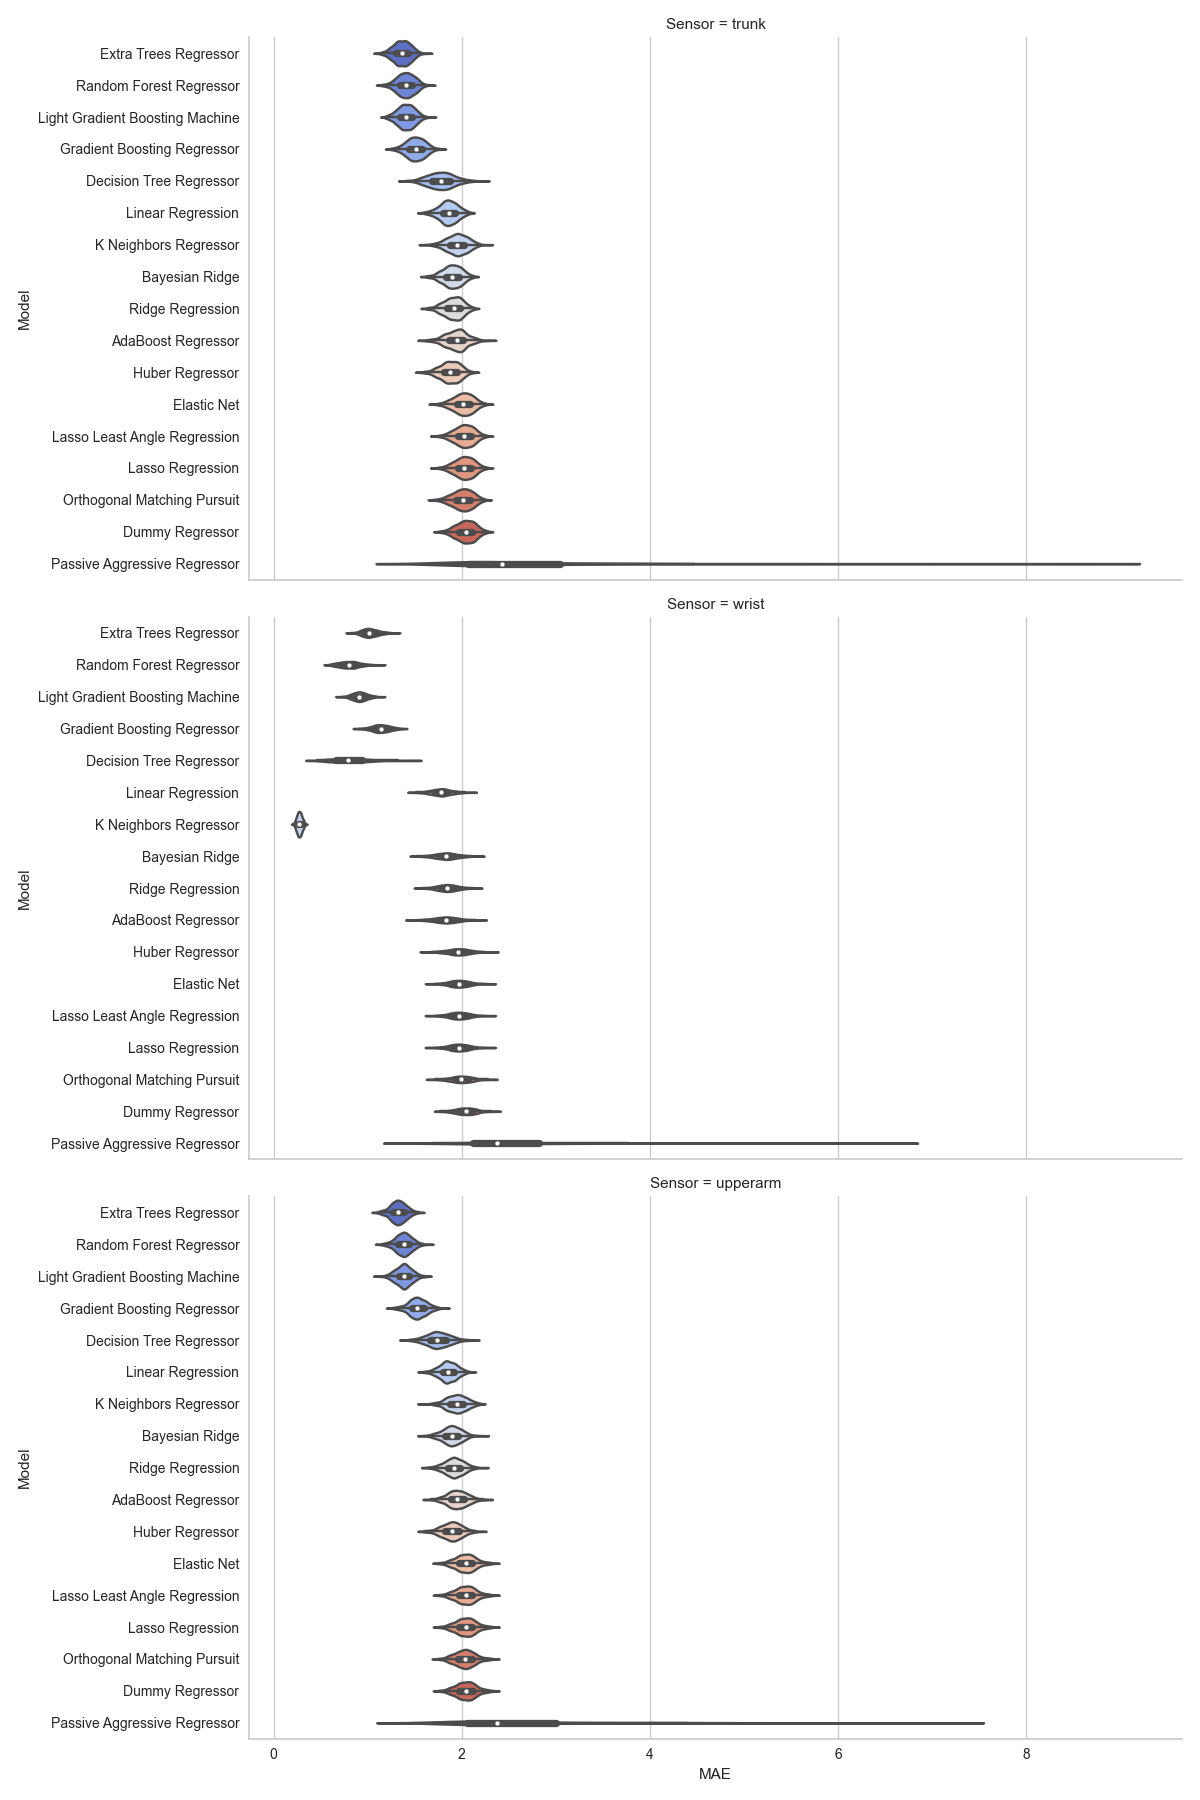 Sensor = trunk
Extra Trees Regressor
Random Forest Regressor
Light Gradient Boosting Machine
Gradient Boosting Regressor
Decision Tree Regressor
Linear Regression
K Neighbors Regressor
Bayesian Ridge
Ridge Regression
AdaBoost Regressor
Huber Regressor
Elastic Net
Lasso Least Angle Regression
Lasso Regression
Orthogonal Matching Pursuit
Dummy Regressor
Passive Aggressive Regressor
Model
Sensor = wrist
Extra Trees Regressor
Random Forest Regressor
Light Gradient Boosting Machine
Gradient Boosting Regressor
Decision Tree Regressor
Linear Regression
K Neighbors Regressor
Bayesian Ridge
Ridge Regression
AdaBoost Regressor
Huber Regressor
Elastic Net
Lasso Least Angle Regression
Lasso Regression
Orthogonal Matching Pursuit
Dummy Regressor
Passive Aggressive Regressor
Model
Sensor = upperarm
Extra Trees Regressor
Random Forest Regressor
Light Gradient Boosting Machine
Gradient Boosting Regressor
Decision Tree Regressor
Linear Regression
K Neighbors Regressor
Bayesian Ridge
Ridge Regression
AdaBoost Regressor
Huber Regressor
Elastic Net
Lasso Least Angle Regression
Lasso Regression
Orthogonal Matching Pursuit
Dummy Regressor
Passive Aggressive Regressor
Model
0 2 4 6 8
MAE